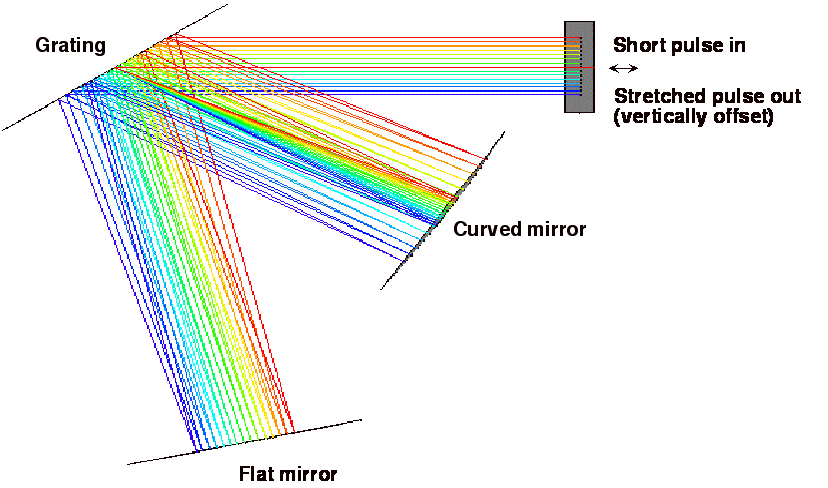 Grating
Short pulse in
Stretched pulse out
(vertically offset)
Curved mirror
Flat mirror